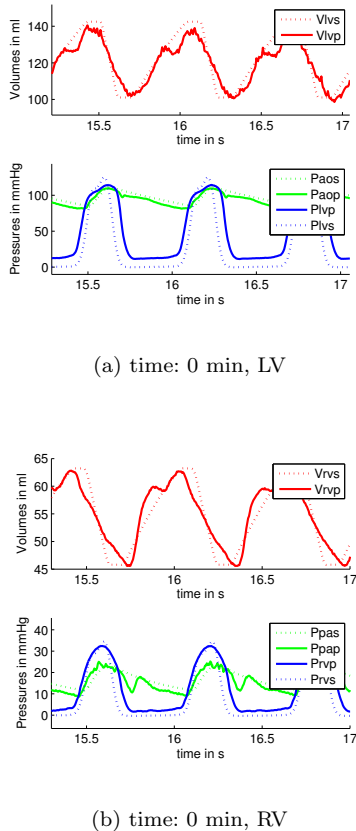 Vlvs
Vlvp
140
120
100
Volumes in ml
15.5 16 16.5 17
time in s
Paos
Paop
Plvp
Plvs
100
50
0
Pressures in mmHg
15.5 16 16.5 17
time in s
(a) time: 0 min, LV
Vrvs
Vrvp
65
60
55
50
45
Volumes in ml
15.5 16 16.5 17
time in s
Ppas
Ppap
Prvp
Prvs
40
30
20
10
0
Pressures in mmHg
15.5 16 16.5 17
time in s
(b) time: 0 min, RV